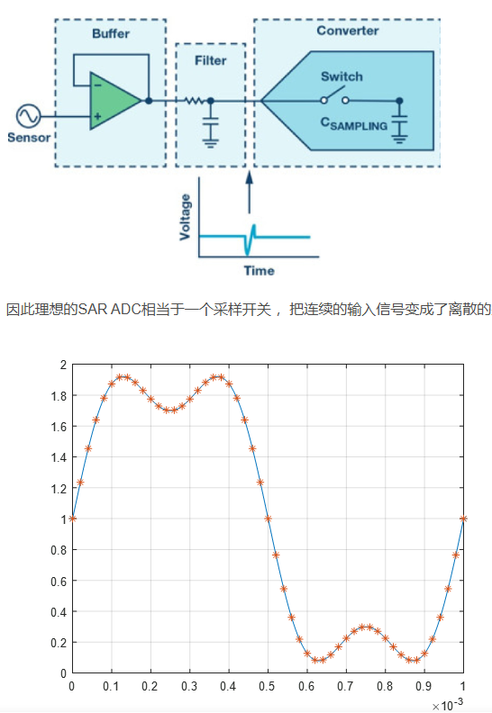 Buffer
Filter
Converter
Switch
CSAMPLING
Sensor
Voltage
Time
因此理想的SAR ADC相当于一个采样开关，把连续的输入信号变成了离散的
2
1.8
1.6
1.4
1.2
1
0.8
0.6
0.4
0.2
0
0 0.1 0.2 0.3 0.4 0.5 0.6 0.7 0.8 0.9 1
×10⁻³